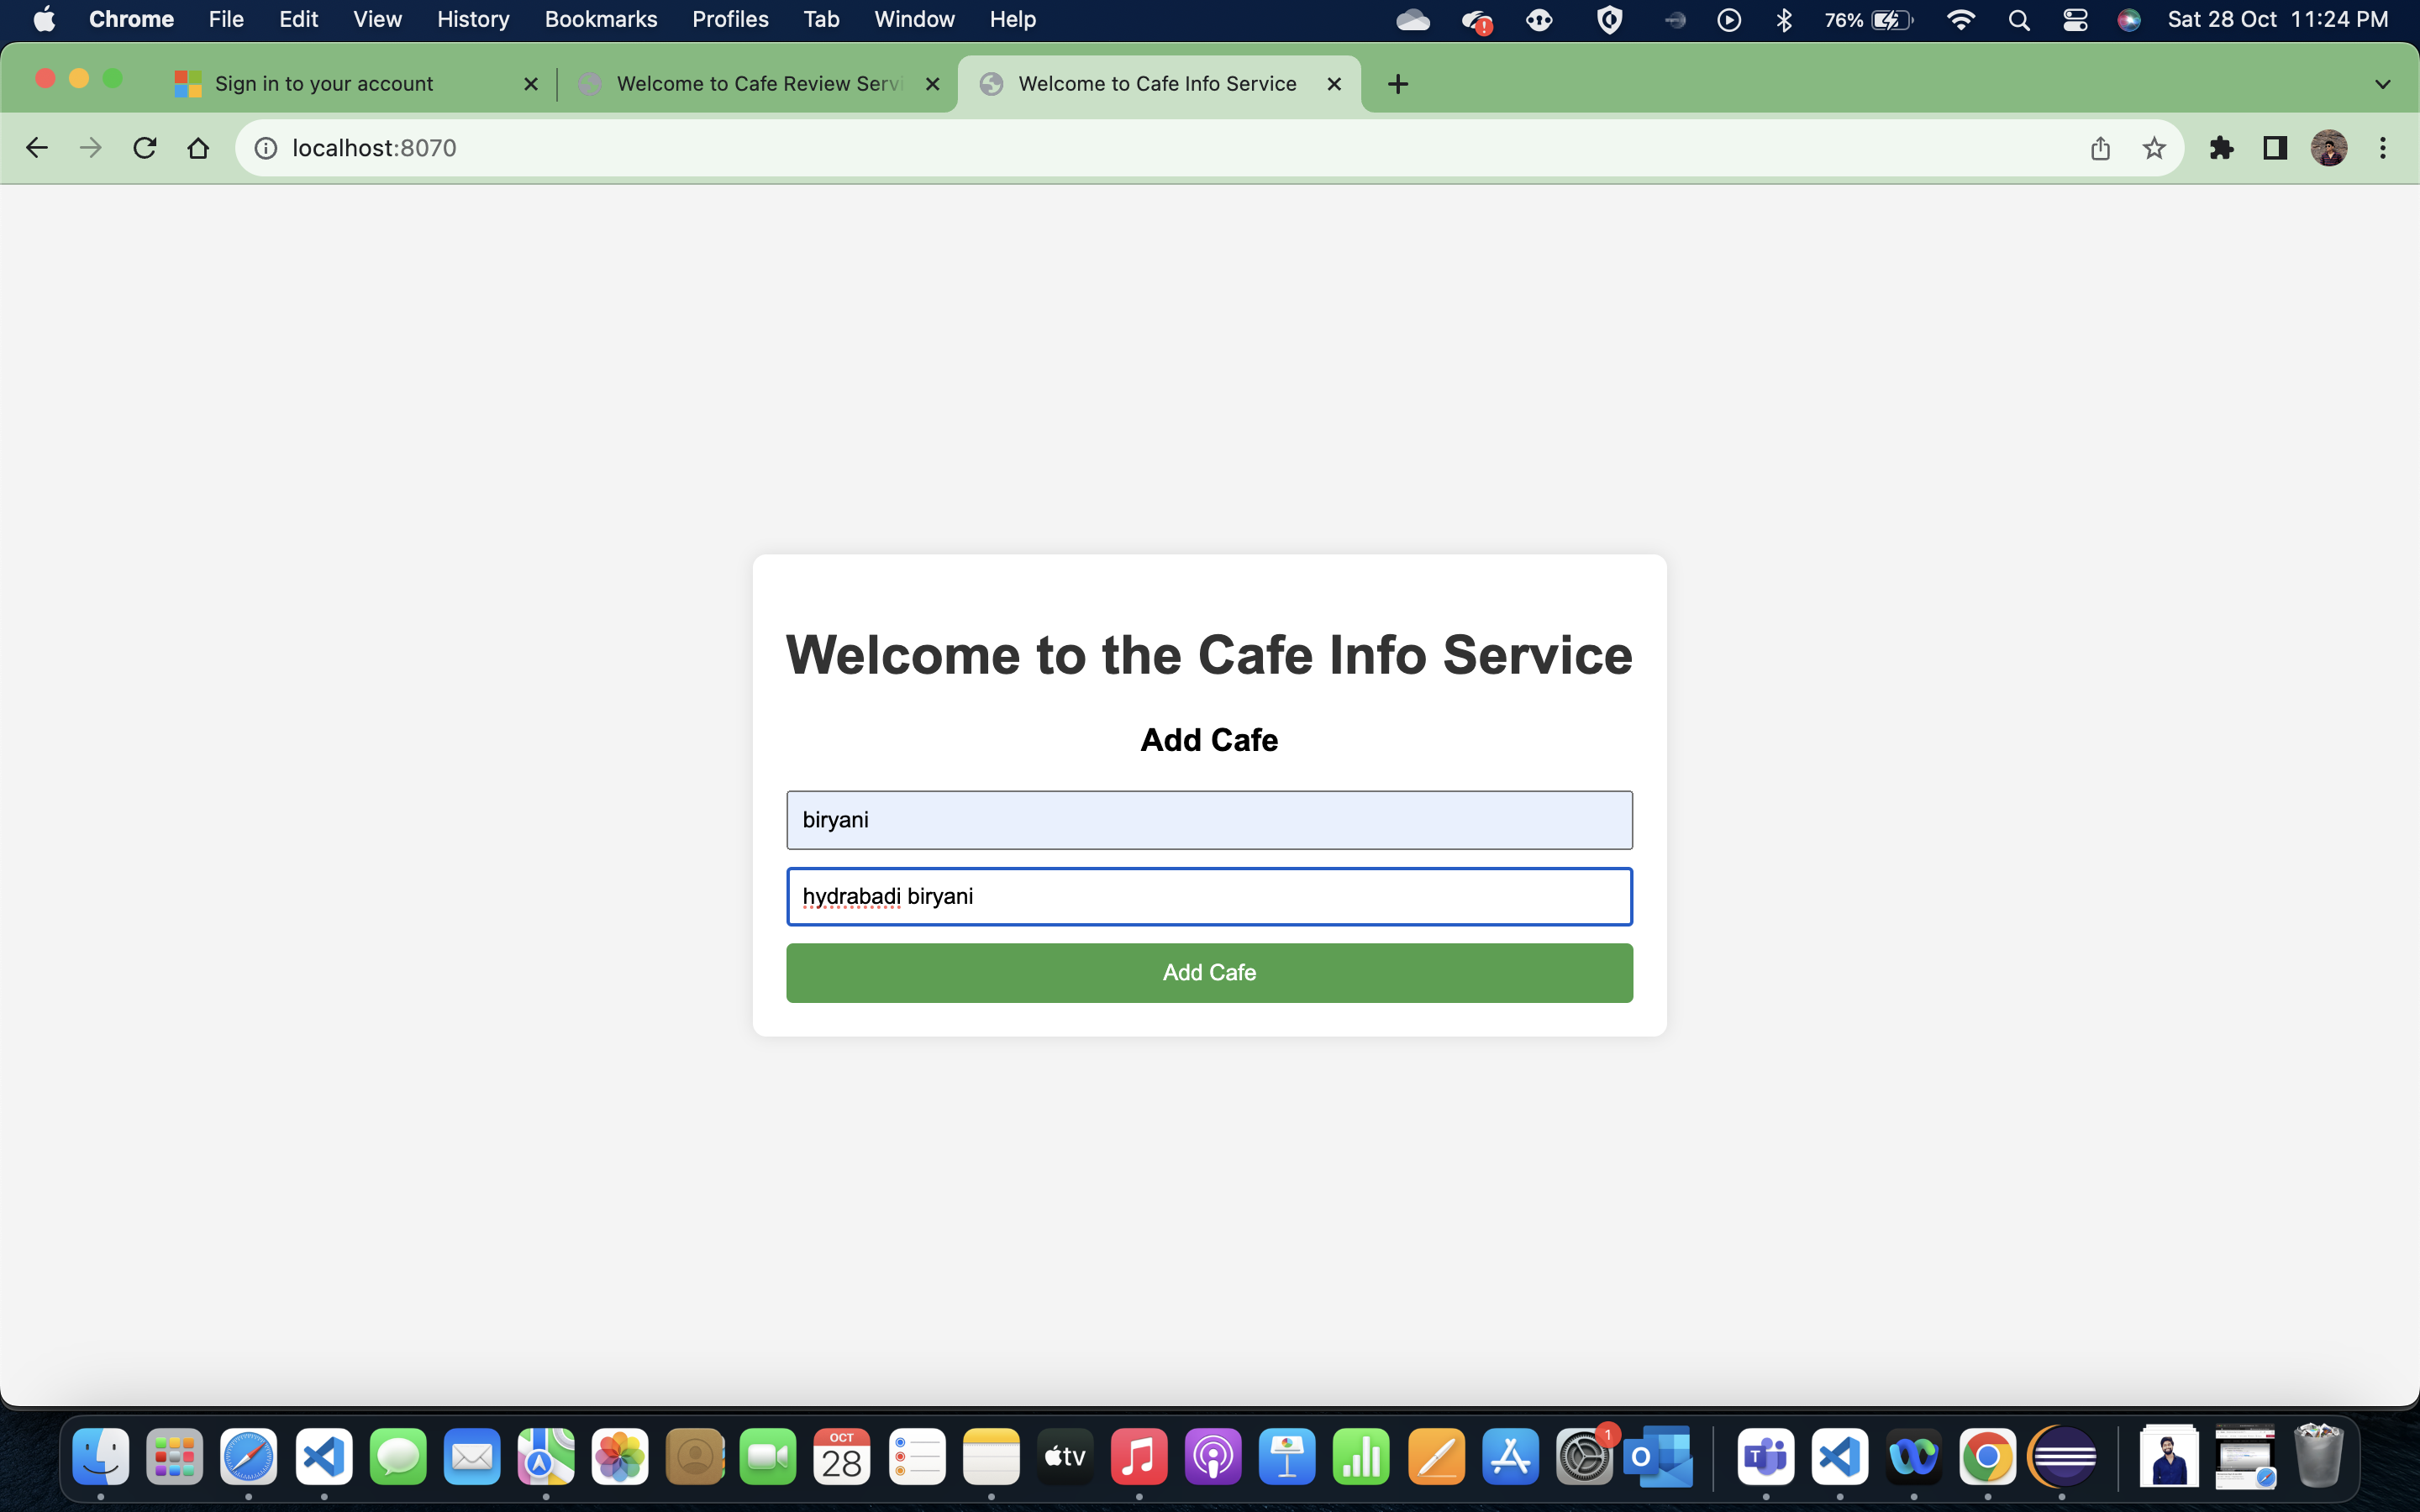 Chrome File Edit View History Bookmarks Profiles Tab Window Help 76% Sat 28 Oct 11:24 PM
Sign in to your account Welcome to Cafe Review Servi Welcome to Cafe Info Service
localhost:8070
Welcome to the Cafe Info Service
Add Cafe
biryani
hydrabadi biryani
Add Cafe
OCT
28
tv
1
O
T